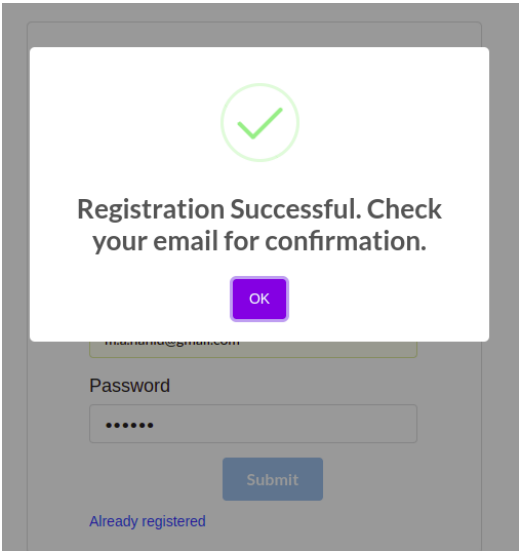 Registration Successful. Check
your email for confirmation.
OK
Password
••••••
Submit
Already registered